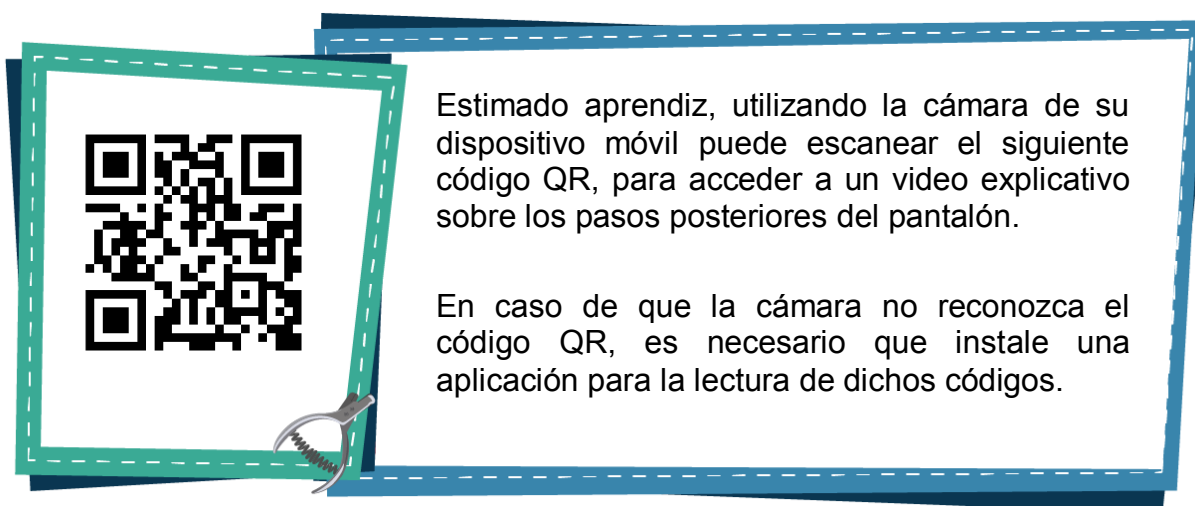 Estimado aprendiz, utilizando la cámara de su
dispositivo móvil puede escanear el siguiente
código QR, para acceder a un video explicativo
sobre los pasos posteriores del pantalón.
En caso de que la cámara no reconozca el
código QR, es necesario que instale una
aplicación para la lectura de dichos códigos.